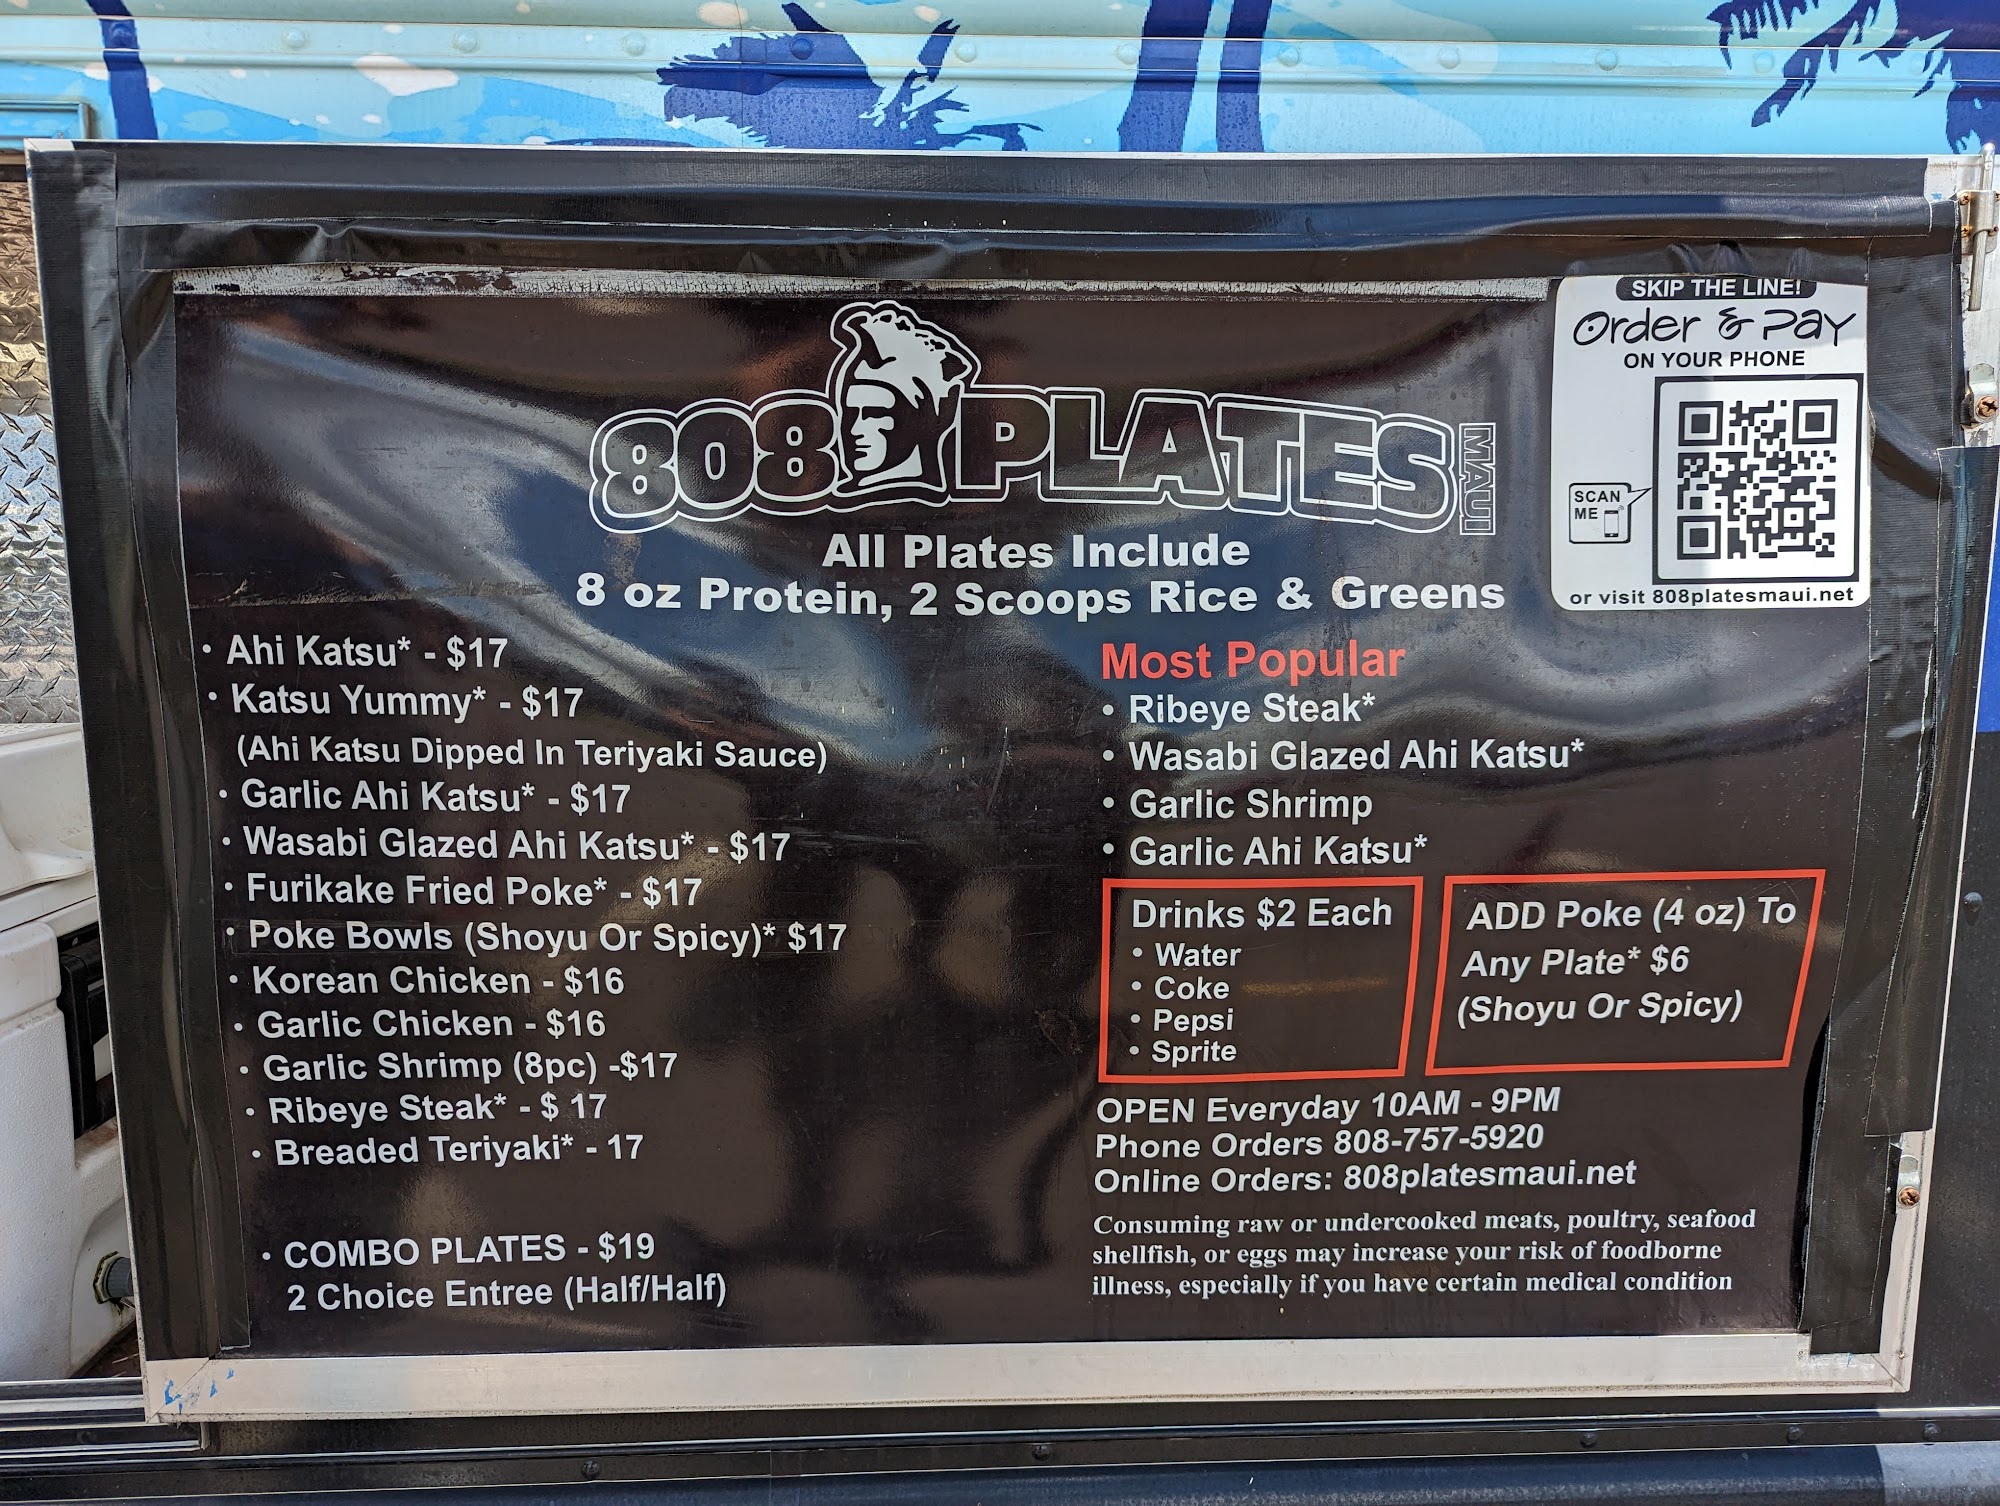 808 PLATES MAUI
All Plates Include
8 oz Protein, 2 Scoops Rice & Greens
SKIP THE LINE!
Order & Pay
ON YOUR PHONE
SCAN
ME
or visit 808platesmaui.net
· Ahi Katsu* - $17
· Katsu Yummy* - $17
(Ahi Katsu Dipped In Teriyaki Sauce)
· Garlic Ahi Katsu* - $17
· Wasabi Glazed Ahi Katsu* - $17
· Furikake Fried Poke* - $17
· Poke Bowls (Shoyu Or Spicy)* $17
· Korean Chicken - $16
· Garlic Chicken - $16
· Garlic Shrimp (8pc) -$17
· Ribeye Steak* - $ 17
· Breaded Teriyaki* - 17
· COMBO PLATES - $19
2 Choice Entree (Half/Half)
Most Popular
• Ribeye Steak*
• Wasabi Glazed Ahi Katsu*
• Garlic Shrimp
• Garlic Ahi Katsu*
Drinks $2 Each
• Water
• Coke
• Pepsi
• Sprite
ADD Poke (4 oz) To
Any Plate* $6
(Shoyu Or Spicy)
OPEN Everyday 10AM - 9PM
Phone Orders 808-757-5920
Online Orders: 808platesmaui.net
Consuming raw or undercooked meats, poultry, seafood
shellfish, or eggs may increase your risk of foodborne
illness, especially if you have certain medical condition